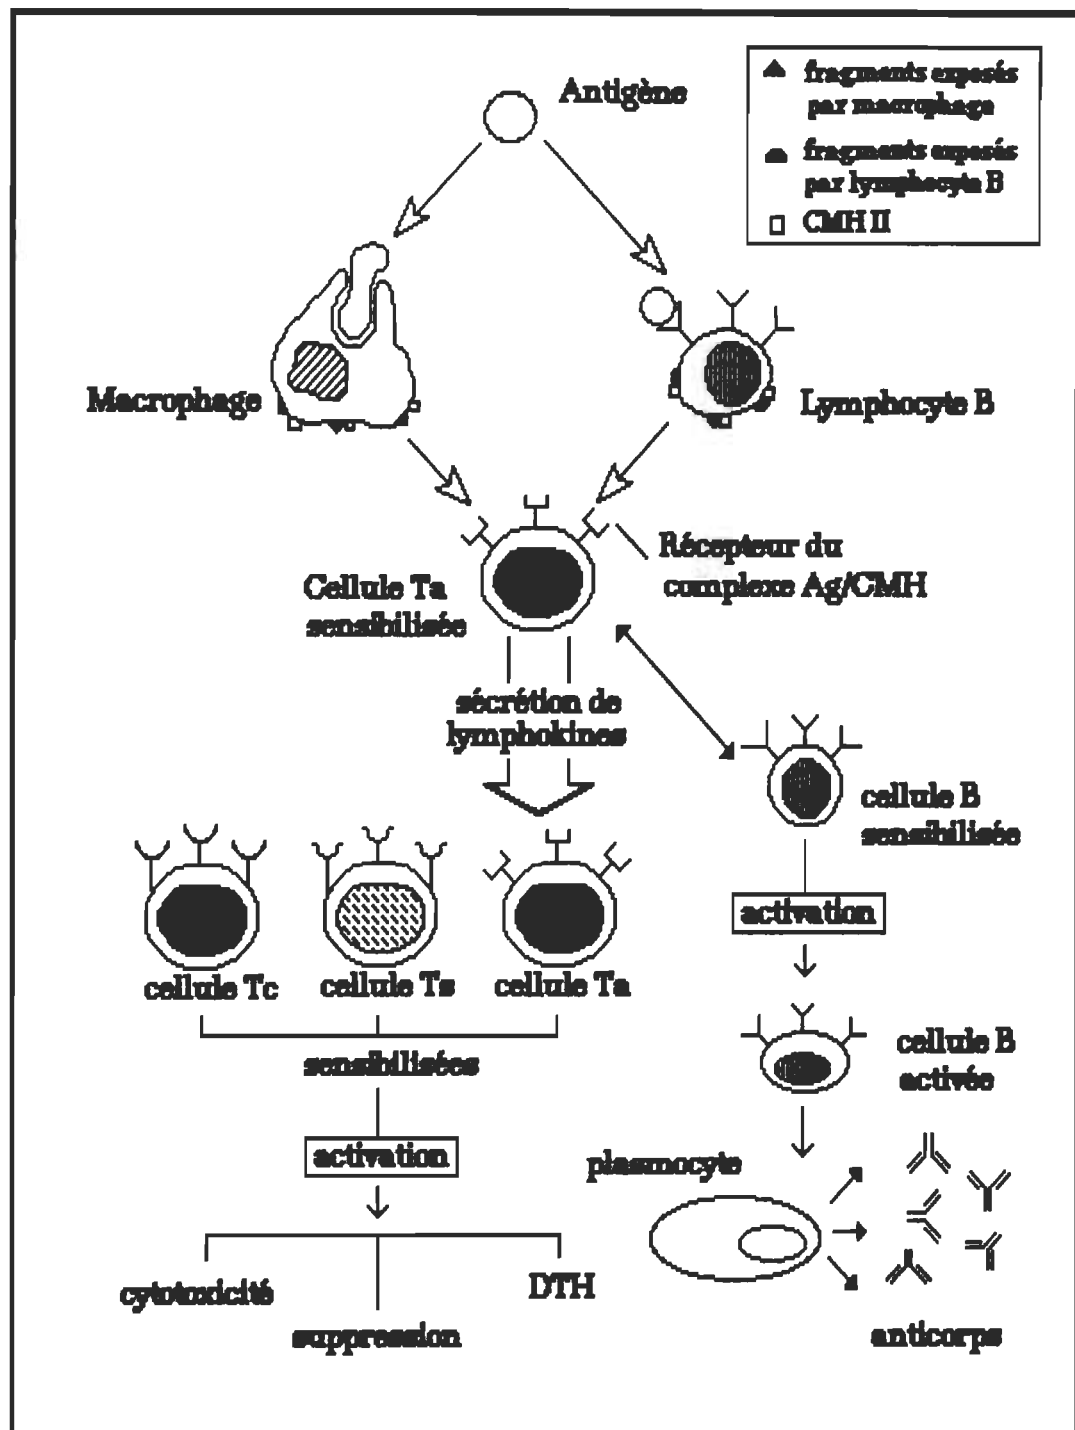 Antigène
fragments exposés
par macrophage
fragments exposés
par lymphocyte B
CMH II
Macrophage
Lymphocyte B
Récepteur du
complexe Ag/CMH
Cellule Ta
sensibilisée
sécrétion de
lymphokines
cellule B
sensibilisée
activation
cellule Tc
cellule Ts
cellule Ta
sensibilisées
cellule B
activée
activation
plasmocyte
cytotoxicité
DTH
suppression
anticorps